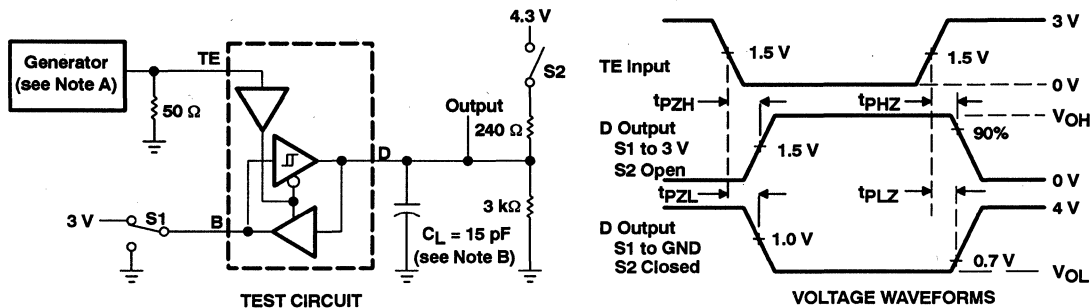 4.3 V
Generator
(see Note A)
TE
50 Ω
S2
Output
240 Ω
D
3 V
S1
B
3 kΩ
C_L = 15 pF
(see Note B)
TEST CIRCUIT
3 V
TE Input
1.5 V
1.5 V
0 V
t_PZH
t_PHZ
V_OH
D Output
S1 to 3 V
S2 Open
90%
1.5 V
0 V
t_PZL
t_PLZ
4 V
D Output
S1 to GND
S2 Closed
1.0 V
0.7 V
V_OL
VOLTAGE WAVEFORMS